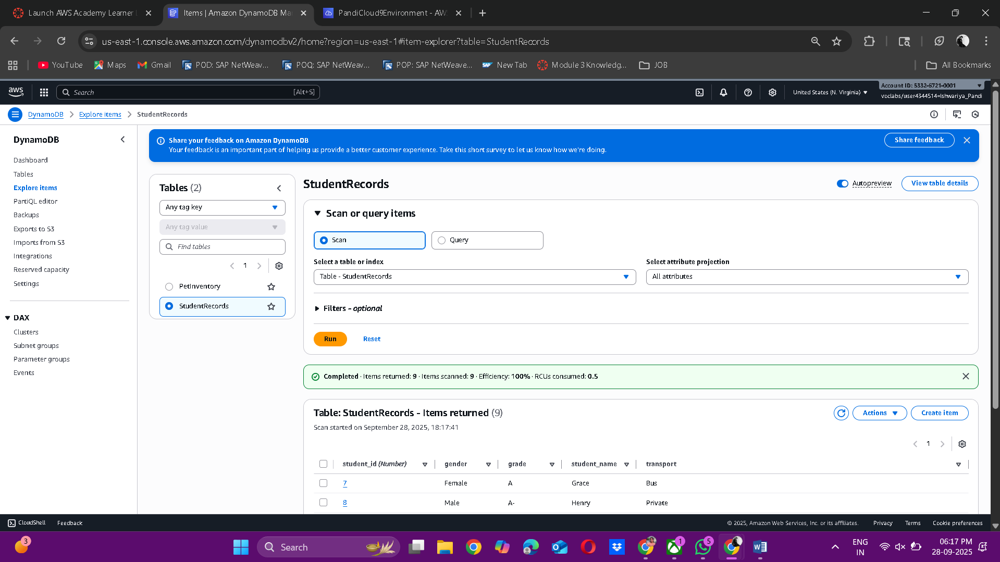 Launch AWS Academy Learner
Items | Amazon DynamoDB Ma
PandiCloud9Environment - AW
us-east-1.console.aws.amazon.com/dynamodbv2/home?region=us-east-1#item-explorer?table=StudentRecords
YouTube
Maps
Gmail
POD: SAP NetWeav...
POQ: SAP NetWeav...
POP: SAP NetWeave...
SAP
New Tab
Module 3 Knowledg...
JOB
All Bookmarks
aws
Search
[Alt+S]
United States (N. Virginia)
Account ID: 5332-6721-0001
voclabs/user4344514=Ishwariya_Pandi
DynamoDB
Explore items
StudentRecords
DynamoDB
Dashboard
Tables
Explore items
PartiQL editor
Backups
Exports to S3
Imports from S3
Integrations
Reserved capacity
Settings
DAX
Clusters
Subnet groups
Parameter groups
Events
Share your feedback on Amazon DynamoDB
Your feedback is an important part of helping us provide a better customer experience. Take this short survey to let us know how we're doing.
Share feedback
Tables (2)
Any tag key
Any tag value
Find tables
1
PetInventory
StudentRecords
StudentRecords
Autopreview
View table details
Scan or query items
Scan
Query
Select a table or index
Table - StudentRecords
Select attribute projection
All attributes
Filters - optional
Run
Reset
Completed · Items returned: 9 · Items scanned: 9 · Efficiency: 100% · RCUs consumed: 0.5
Table: StudentRecords - Items returned (9)
Scan started on September 28, 2025, 18:17:41
Actions
Create item
1
student_id (Number) gender grade student_name transport
7 Female A Grace Bus
8 Male A- Henry Private
CloudShell
Feedback
© 2025, Amazon Web Services, Inc. or its affiliates.
Privacy
Terms
Cookie preferences
3
Search
1
5
ENG
IN
06:17 PM
28-09-2025